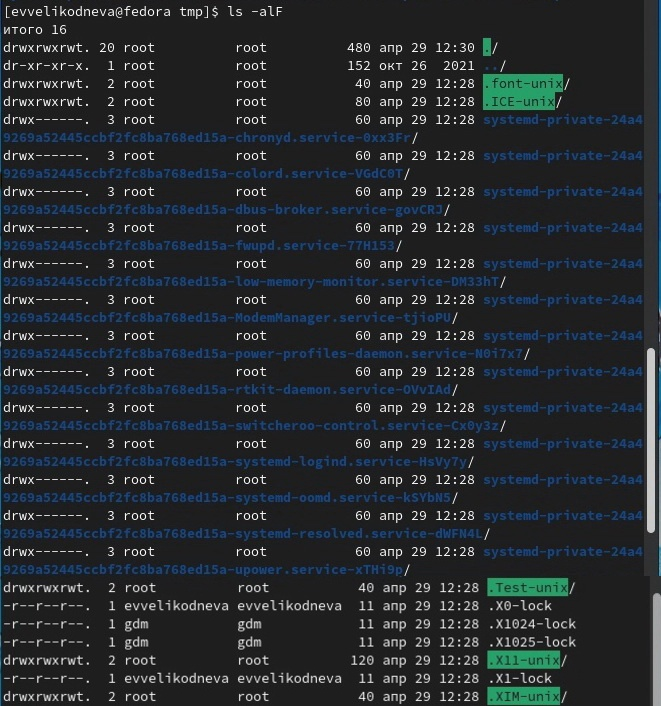 [evvelikodneva@fedora tmp]$ ls -alF
итого 16
drwxrwxrwt. 20 root          root          480 апр 29 12:30 ./
dr-xr-xr-x.  1 root          root          152 окт 26  2021 ../
drwxrwxrwt.  2 root          root           40 апр 29 12:28 .font-unix/
drwxrwxrwt.  2 root          root           80 апр 29 12:28 .ICE-unix/
drwx------.  3 root          root           60 апр 29 12:28 systemd-private-24a4
9269a52445ccbf2fc8ba768ed15a-chronyd.service-0xx3Fr/
drwx------.  3 root          root           60 апр 29 12:28 systemd-private-24a4
9269a52445ccbf2fc8ba768ed15a-colord.service-VGdC0T/
drwx------.  3 root          root           60 апр 29 12:28 systemd-private-24a4
9269a52445ccbf2fc8ba768ed15a-dbus-broker.service-govCRJ/
drwx------.  3 root          root           60 апр 29 12:28 systemd-private-24a4
9269a52445ccbf2fc8ba768ed15a-fwupd.service-77H153/
drwx------.  3 root          root           60 апр 29 12:28 systemd-private-24a4
9269a52445ccbf2fc8ba768ed15a-low-memory-monitor.service-DM33hT/
drwx------.  3 root          root           60 апр 29 12:28 systemd-private-24a4
9269a52445ccbf2fc8ba768ed15a-ModemManager.service-tjioPU/
drwx------.  3 root          root           60 апр 29 12:28 systemd-private-24a4
9269a52445ccbf2fc8ba768ed15a-power-profiles-daemon.service-N0i7x7/
drwx------.  3 root          root           60 апр 29 12:28 systemd-private-24a4
9269a52445ccbf2fc8ba768ed15a-rtkit-daemon.service-OVvIAd/
drwx------.  3 root          root           60 апр 29 12:28 systemd-private-24a4
9269a52445ccbf2fc8ba768ed15a-switcheroo-control.service-Cx0y3z/
drwx------.  3 root          root           60 апр 29 12:28 systemd-private-24a4
9269a52445ccbf2fc8ba768ed15a-systemd-logind.service-HsVy7y/
drwx------.  3 root          root           60 апр 29 12:28 systemd-private-24a4
9269a52445ccbf2fc8ba768ed15a-systemd-oomd.service-kSYbN5/
drwx------.  3 root          root           60 апр 29 12:28 systemd-private-24a4
9269a52445ccbf2fc8ba768ed15a-systemd-resolved.service-dWFN4L/
drwx------.  3 root          root           60 апр 29 12:28 systemd-private-24a4
9269a52445ccbf2fc8ba768ed15a-upower.service-xTHi9p/
drwxrwxrwt.  2 root          root           40 апр 29 12:28 .Test-unix/
-r--r--r--.  1 evvelikodneva evvelikodneva  11 апр 29 12:28 .X0-lock
-r--r--r--.  1 gdm           gdm            11 апр 29 12:28 .X1024-lock
-r--r--r--.  1 gdm           gdm            11 апр 29 12:28 .X1025-lock
drwxrwxrwt.  2 root          root          120 апр 29 12:28 .X11-unix/
-r--r--r--.  1 evvelikodneva evvelikodneva  11 апр 29 12:28 .X1-lock
drwxrwxrwt.  2 root          root           40 апр 29 12:28 .XIM-unix/